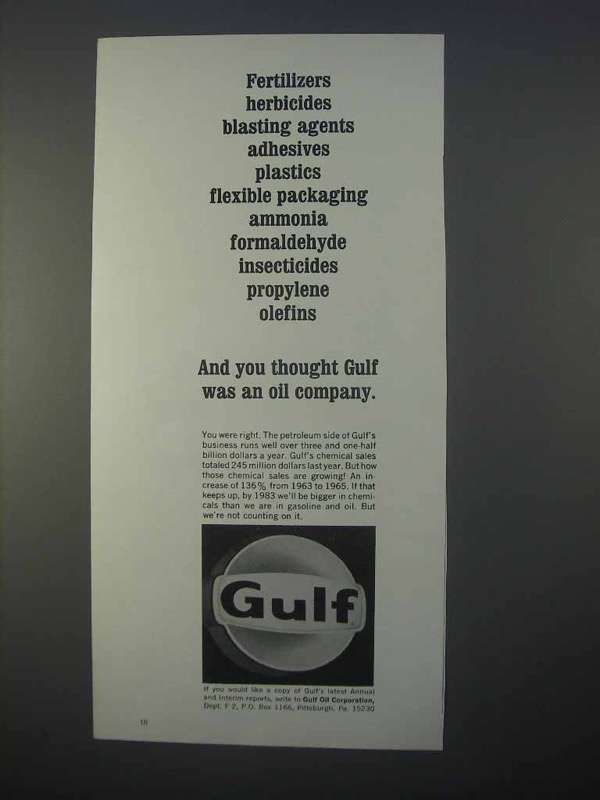 Fertilizers
herbicides
blasting agents
adhesives
plastics
flexible packaging
ammonia
formaldehyde
insecticides
propylene
olefins
And you thought Gulf
was an oil company.
You were right. The petroleum side of Gulf's
business runs well over three and one-half
billion dollars a year. Gulf's chemical sales
totaled 245 million dollars last year. But how
those chemical sales are growing! An in-
crease of 136% from 1963 to 1965. If that
keeps up, by 1983 we'll be bigger in chemi-
cals than we are in gasoline and oil. But
we're not counting on it.
Gulf
If you would like a copy of Gulf's latest Annual
and Interim reports, write to Gulf Oil Corporation,
Dept. F 2, P.O. Box 1166, Pittsburgh, Pa. 15230